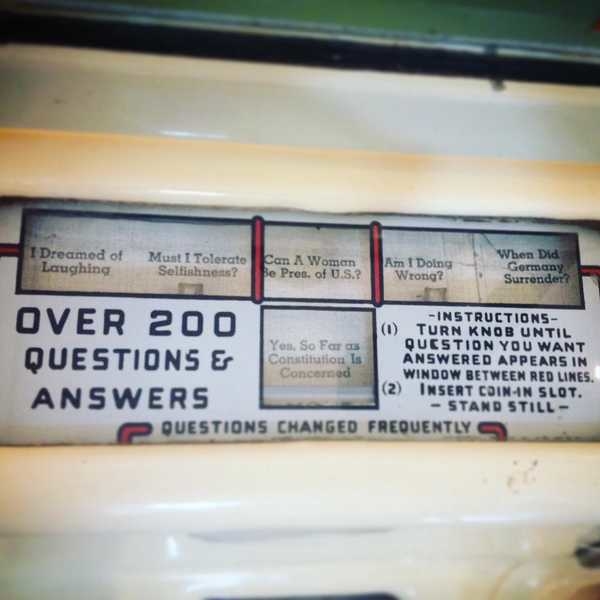 I Dreamed of
Laughing
Must I Tolerate
Selfishness?
Can A Woman
Be Pres. of U.S.?
Am I Doing
Wrong?
When Did
Germany
Surrender?
OVER 200
QUESTIONS &
ANSWERS
Yes, So Far as
Constitution Is
Concerned
-INSTRUCTIONS-
(1) TURN KNOB UNTIL
QUESTION YOU WANT
ANSWERED APPEARS IN
WINDOW BETWEEN RED LINES.
(2) INSERT COIN-IN SLOT.
- STAND STILL -
QUESTIONS CHANGED FREQUENTLY